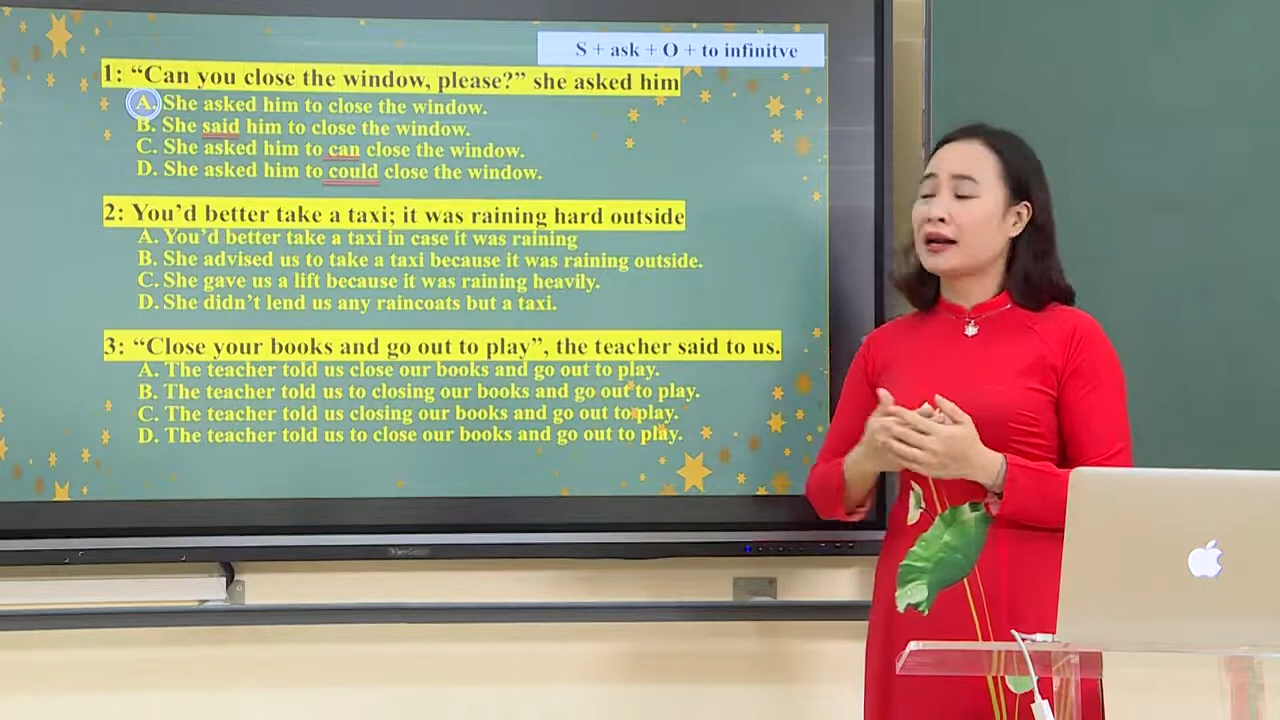 S + ask + O + to infinitve
1: “Can you close the window, please?” she asked him
A. She asked him to close the window.
B. She said him to close the window.
C. She asked him to can close the window.
D. She asked him to could close the window.
2: You’d better take a taxi; it was raining hard outside
A. You’d better take a taxi in case it was raining
B. She advised us to take a taxi because it was raining outside.
C. She gave us a lift because it was raining heavily.
D. She didn’t lend us any raincoats but a taxi.
3: “Close your books and go out to play”, the teacher said to us.
A. The teacher told us close our books and go out to play.
B. The teacher told us to closing our books and go out to play.
C. The teacher told us closing our books and go out to play.
D. The teacher told us to close our books and go out to play.
ViewSonic